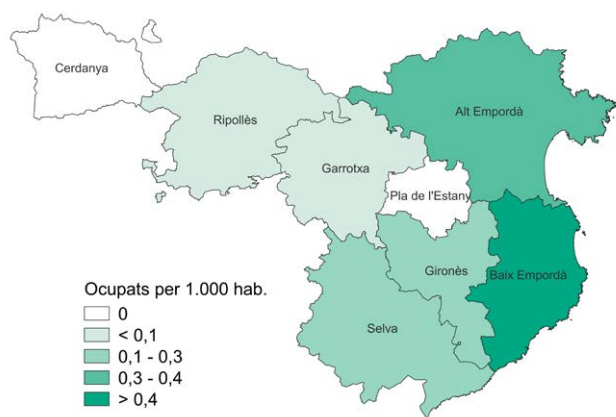 Cerdanya
Ripollès
Alt Empordà
Garrotxa
Pla de l'Estany
Gironès
Baix Empordà
Selva
Ocupats per 1.000 hab.
0
< 0,1
0,1 - 0,3
0,3 - 0,4
> 0,4